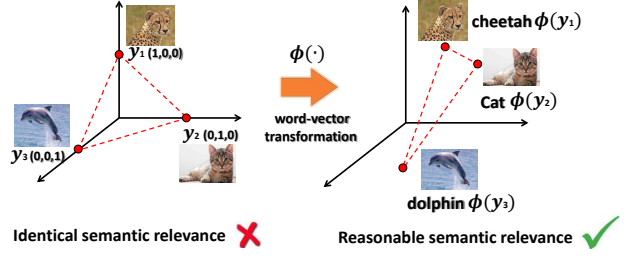 y₁ (1,0,0)
y₃ (0,0,1)
y₂ (0,1,0)
Identical semantic relevance
ϕ(·)
word-vector
transformation
cheetah ϕ(y₁)
Cat ϕ(y₂)
dolphin ϕ(y₃)
Reasonable semantic relevance